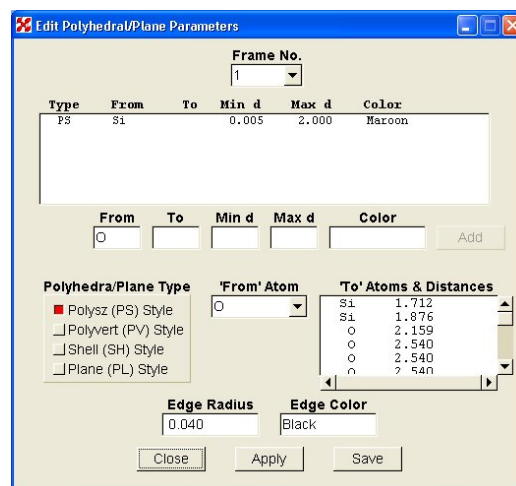 Edit Polyhedral/Plane Parameters
Frame No.
1
Type From To Min d Max d Color
PS Si 0.005 2.000 Maroon
From To Min d Max d Color
O Add
Polyhedra/Plane Type 'From' Atom 'To' Atoms & Distances
Polysz (PS) Style
Polyvert (PV) Style
Shell (SH) Style
Plane (PL) Style
O
Si 1.712
Si 1.876
O 2.159
O 2.540
O 2.540
O 2.540
Edge Radius Edge Color
0.040 Black
Close Apply Save